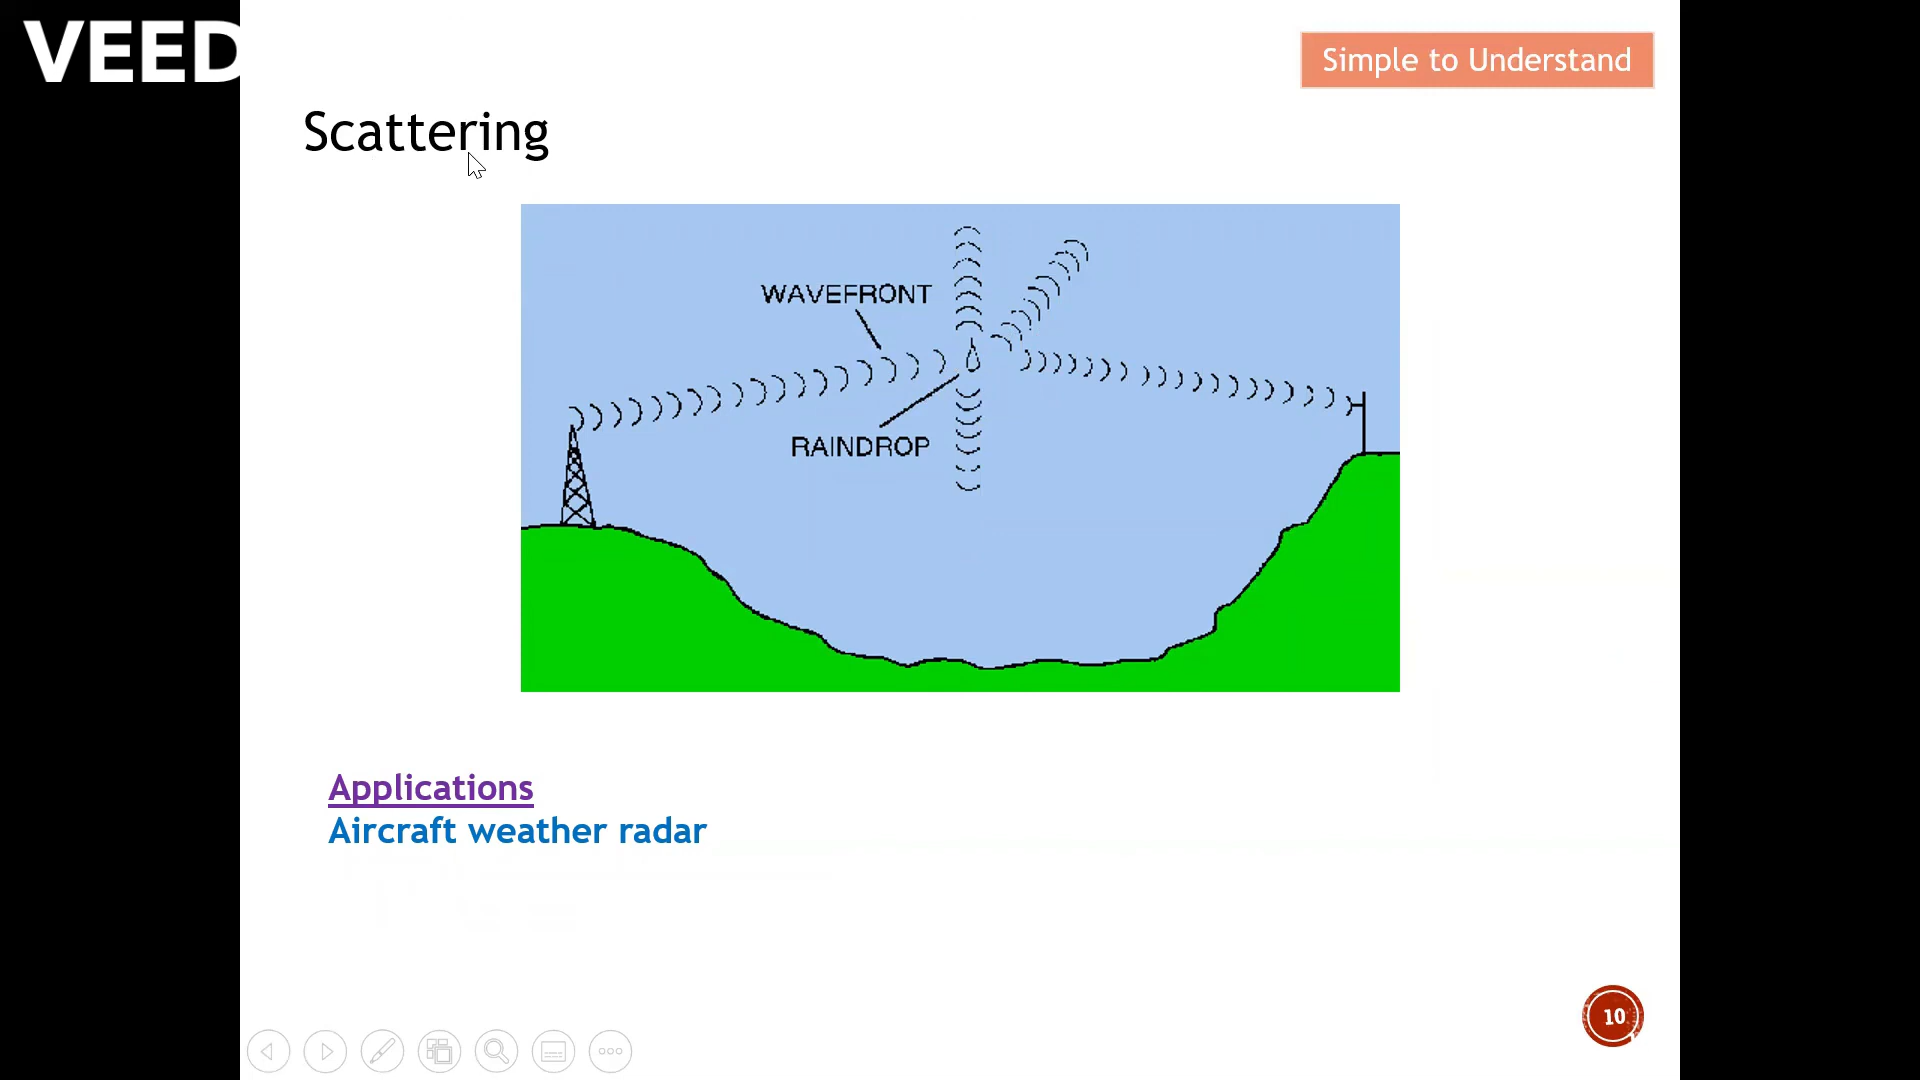 VEED
Simple to Understand
Scattering
WAVEFRONT
RAINDROP
Applications
Aircraft weather radar
10